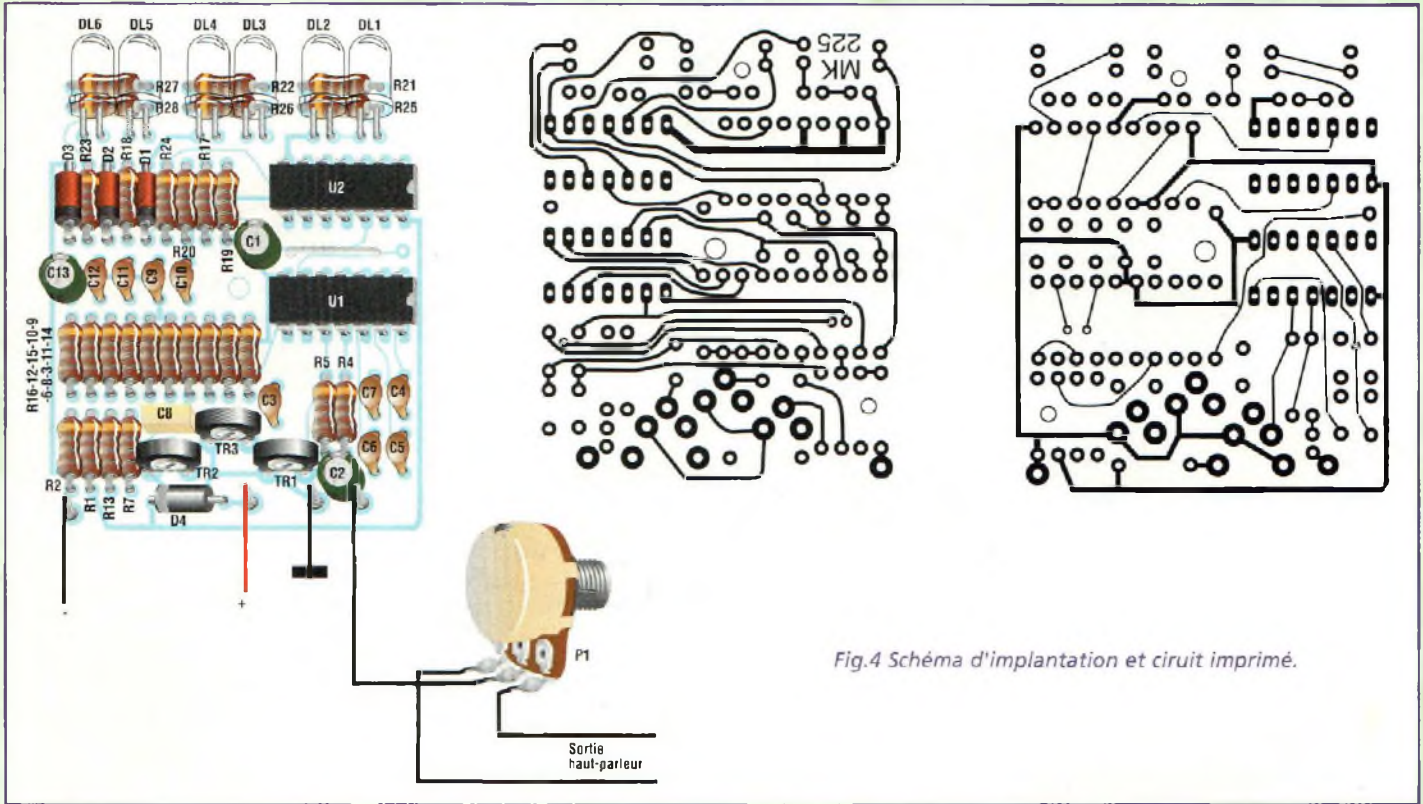 DL6 DL5 DL4 DL3 DL2 DL1
R27 R22 R21
R28 R26 R25
D3 R23 D2 R18 D1 R24 R17
U2
C1
R20 R19
C13 C12 C11 C9 C10
U1
R16-12-15-10-9
-6-8-3-11-14
R5 R4
C3 C7 C4
C8
TR3
C6 C5
TR2 TR1 C2
R2 R1 R13 R7
D4
-
+
P1
Sortie
haut-parleur
MK
225
Fig.4 Schéma d'implantation et ciruit imprimé.